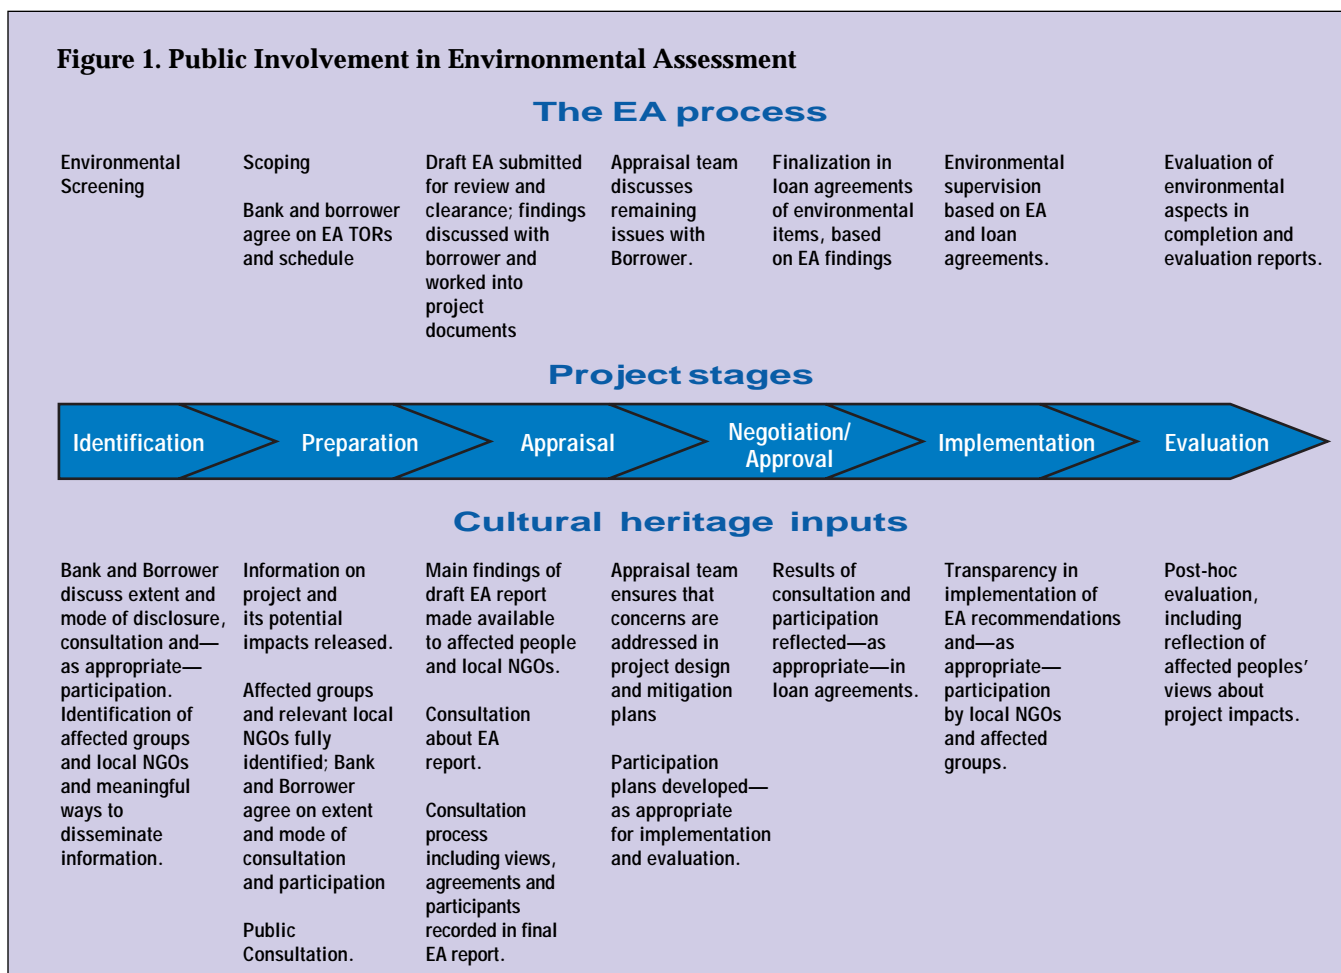 Figure 1. Public Involvement in Envirnonmental Assessment
The EA process
Environmental
Screening
Scoping
Bank and borrower
agree on EA TORs
and schedule
Draft EA submitted
for review and
clearance; findings
discussed with
borrower and
worked into
project
documents
Appraisal team
discusses
remaining
issues with
Borrower.
Finalization in
loan agreements
of environmental
items, based
on EA findings
Environmental
supervision
based on EA
and loan
agreements.
Evaluation of
environmental
aspects in
completion and
evaluation reports.
Project stages
Identification
Preparation
Appraisal
Negotiation/
Approval
Implementation
Evaluation
Cultural heritage inputs
Bank and Borrower
discuss extent and
mode of disclosure,
consultation and—
as appropriate—
participation.
Identification of
affected groups
and local NGOs
and meaningful
ways to
disseminate
information.
Information on
project and
its potential
impacts released.
Affected groups
and relevant local
NGOs fully
identified; Bank
and Borrower
agree on extent
and mode of
consultation
and participation
Public
Consultation.
Main findings of
draft EA report
made available
to affected people
and local NGOs.
Consultation
about EA
report.
Consultation
process
including views,
agreements and
participants
recorded in final
EA report.
Appraisal team
ensures that
concerns are
addressed in
project design
and mitigation
plans
Participation
plans developed—
as appropriate
for implementation
and evaluation.
Results of
consultation and
participation
reflected—as
appropriate—in
loan agreements.
Transparency in
implementation of
EA recommendations
and—as
appropriate—
participation
by local NGOs
and affected
groups.
Post-hoc
evaluation,
including
reflection of
affected peoples’
views about
project impacts.